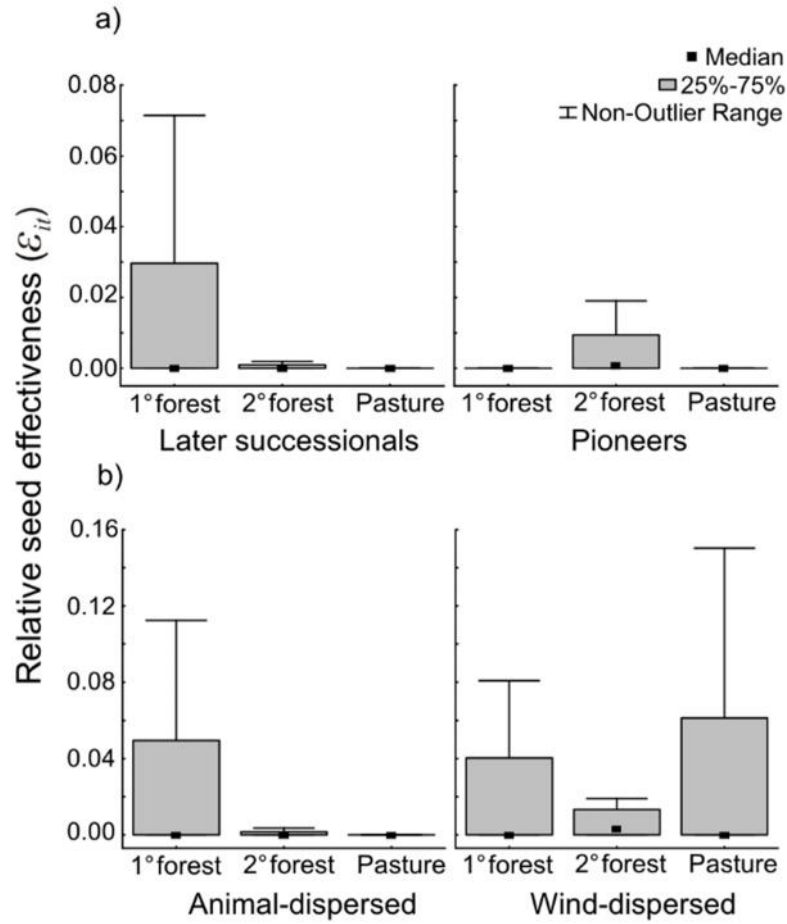 a)
Median
25%-75%
Non-Outlier Range
0.08
0.06
0.04
0.02
0.00
1°forest 2°forest Pasture 1°forest 2°forest Pasture
Later successionals Pioneers
Relative seed effectiveness (εit)
b)
0.16
0.12
0.08
0.04
0.00
1°forest 2°forest Pasture 1°forest 2°forest Pasture
Animal-dispersed Wind-dispersed